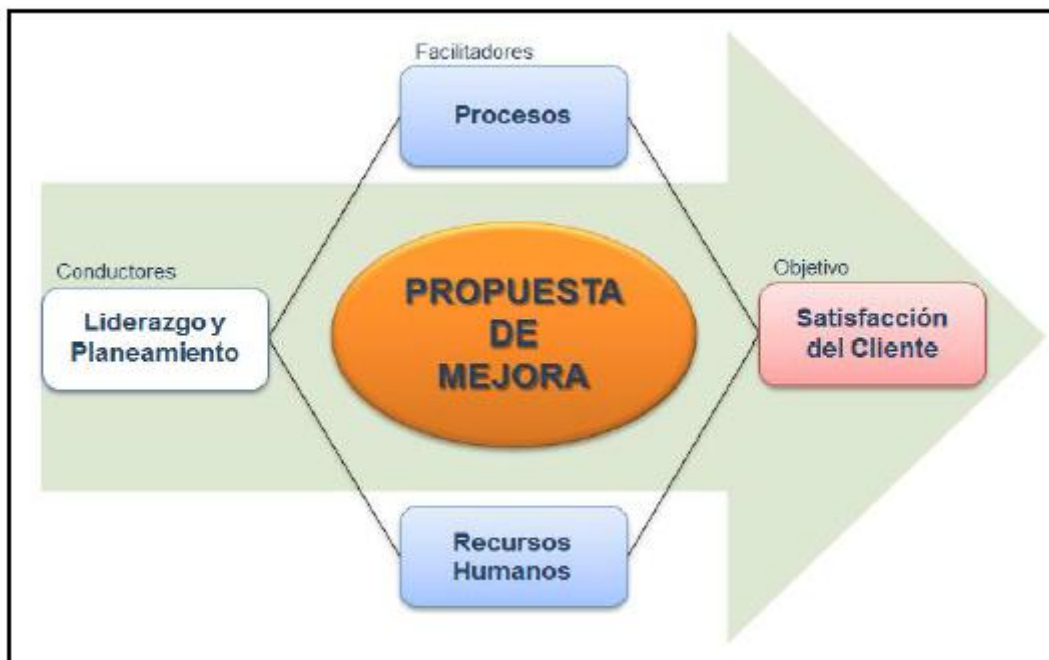 Facilitadores
Procesos
Conductores
Liderazgo y
Planeamiento
PROPUESTA
DE
MEJORA
Objetivo
Satisfacción
del Cliente
Recursos
Humanos